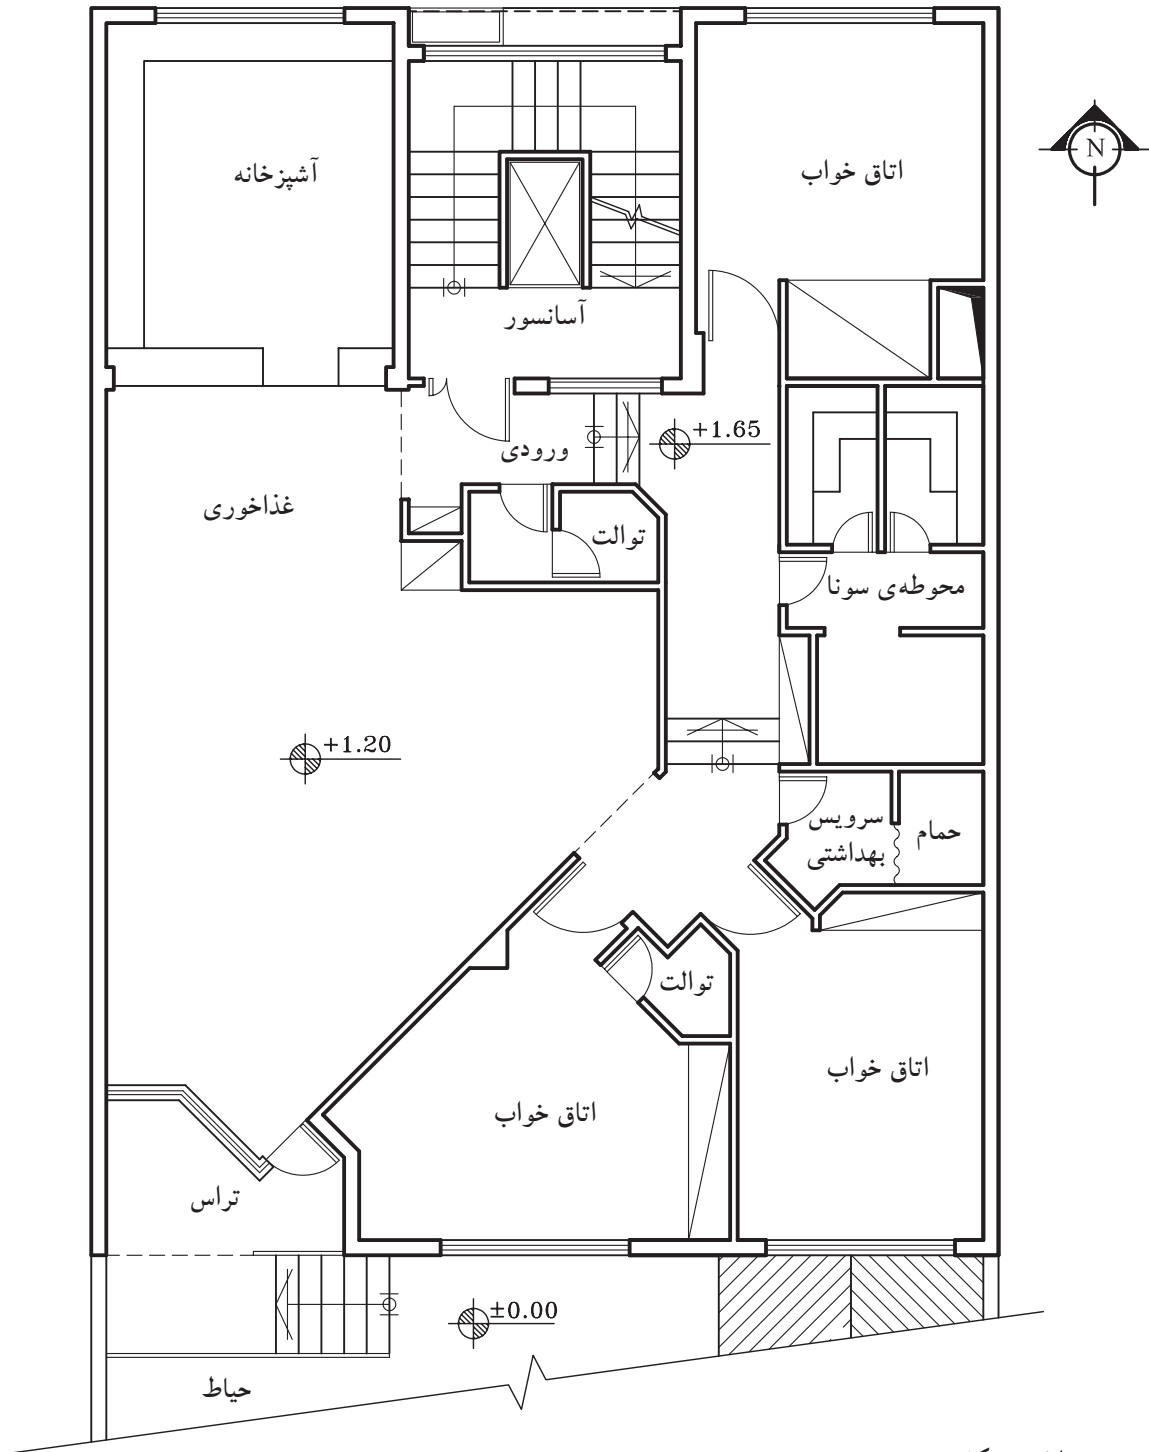 آشپزخانه
اتاق خواب
N
آسانسور
+1.65
ورودی
غذاخوری
توالت
محوطه‌ی سونا
+1.20
سرویس
بهداشتی
حمام
توالت
اتاق خواب
اتاق خواب
تراس
±0.00
حیاط